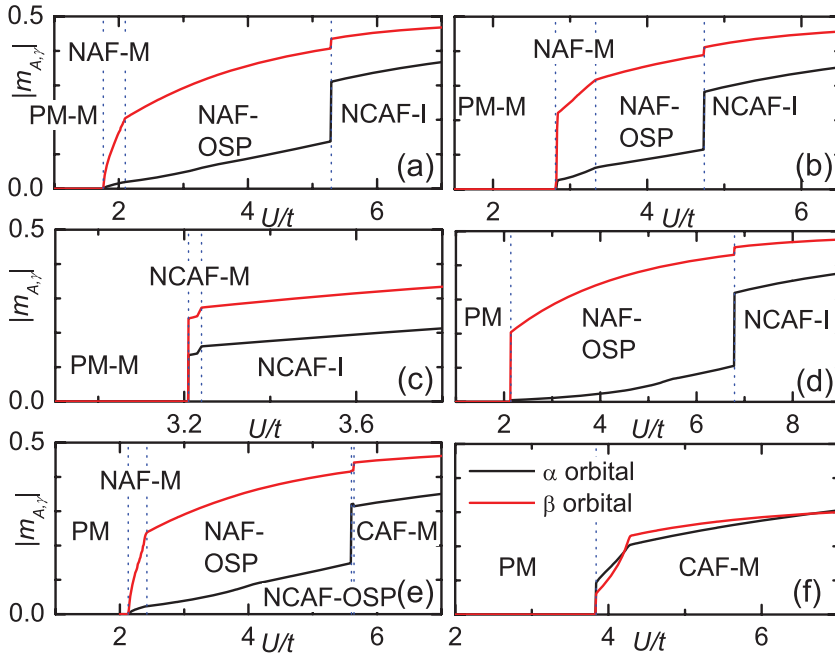 0.5
NAF-M
PM-M
NAF-
OSP
NCAF-I
(a)
0.0
2
4
6
U/t
|m_{A,γ}|
NAF-M
PM-M
NAF-
OSP
NCAF-I
(b)
2
4
6
U/t
0.5
NCAF-M
PM-M
NCAF-I
(c)
0.0
3.2
3.6
U/t
|m_{A,γ}|
PM
NAF-
OSP
NCAF-I
(d)
2
4
6
8
U/t
0.5
NAF-M
PM
NAF-
OSP
CAF-M
NCAF-OSP
(e)
0.0
2
4
6
U/t
|m_{A,γ}|
α orbital
β orbital
PM
CAF-M
(f)
2
4
6
U/t